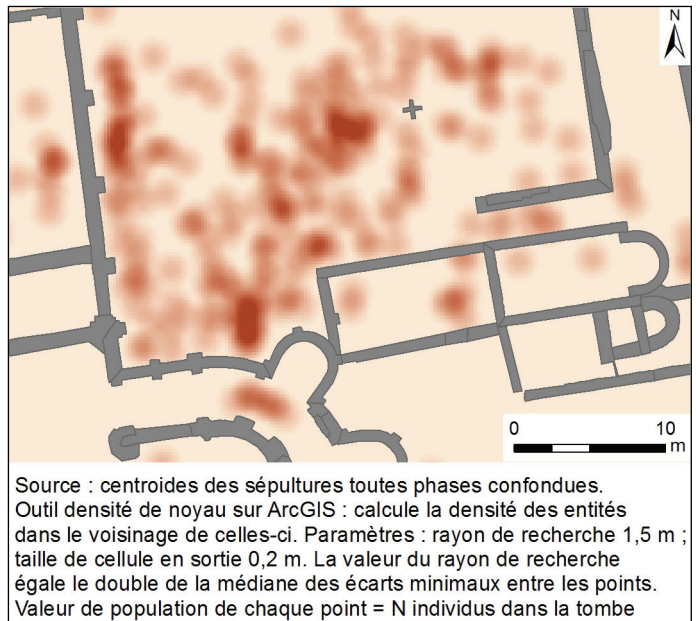 N
0
10
m
Source : centroides des sépultures toutes phases confondues.
Outil densité de noyau sur ArcGIS : calcule la densité des entités
dans le voisinage de celles-ci. Paramètres : rayon de recherche 1,5 m ;
taille de cellule en sortie 0,2 m. La valeur du rayon de recherche
égale le double de la médiane des écarts minimaux entre les points.
Valeur de population de chaque point = N individus dans la tombe